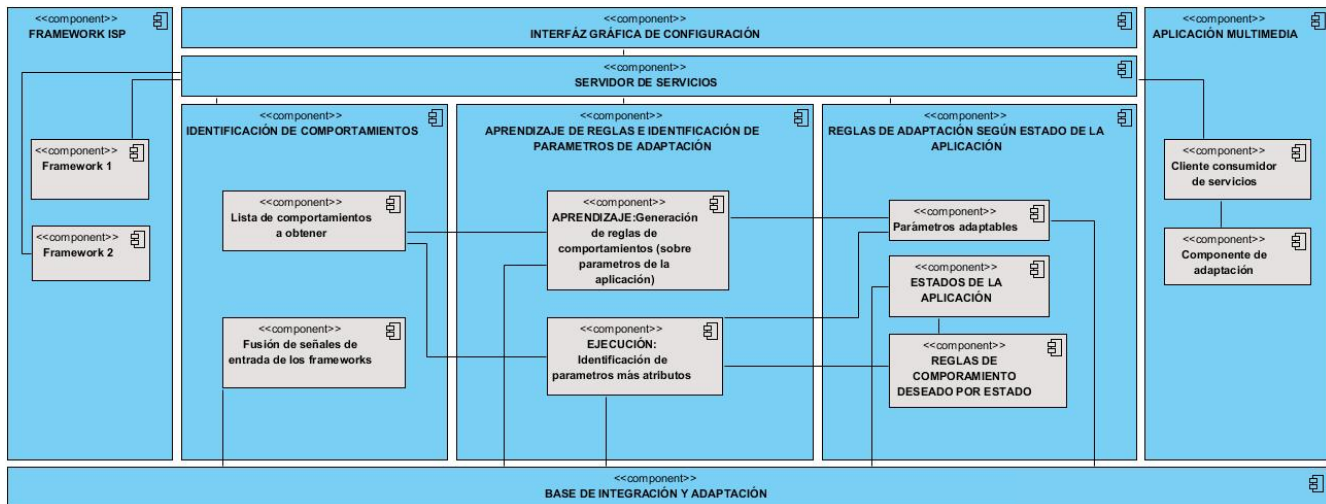 <<component>>
FRAMEWORK ISP
<<component>>
Framework 1
<<component>>
Framework 2
<<component>>
INTERFÁZ GRÁFICA DE CONFIGURACIÓN
<<component>>
SERVIDOR DE SERVICIOS
<<component>>
IDENTIFICACIÓN DE COMPORTAMIENTOS
<<component>>
Lista de comportamientos
a obtener
<<component>>
Fusión de señales de
entrada de los frameworks
<<component>>
APRENDIZAJE DE REGLAS E IDENTIFICACIÓN DE
PARAMETROS DE ADAPTACIÓN
<<component>>
APRENDIZAJE:Generación
de reglas de
comportamientos (sobre
parametros de la
aplicación)
<<component>>
EJECUCIÓN:
Identificación de
parametros màs atributos
<<component>>
REGLAS DE ADAPTACIÓN SEGÚN ESTADO DE LA
APLICACIÓN
<<component>>
Paràmetros adaptables
<<component>>
ESTADOS DE LA
APLICACIÓN
<<component>>
REGLAS DE
COMPORAMIENTO
DESEADO POR ESTADO
<<component>>
APLICACIÓN MULTIMEDIA
<<component>>
Cliente consumidor
de servicios
<<component>>
Componente de
adaptación
<<component>>
BASE DE INTEGRACIÓN Y ADAPTACIÓN